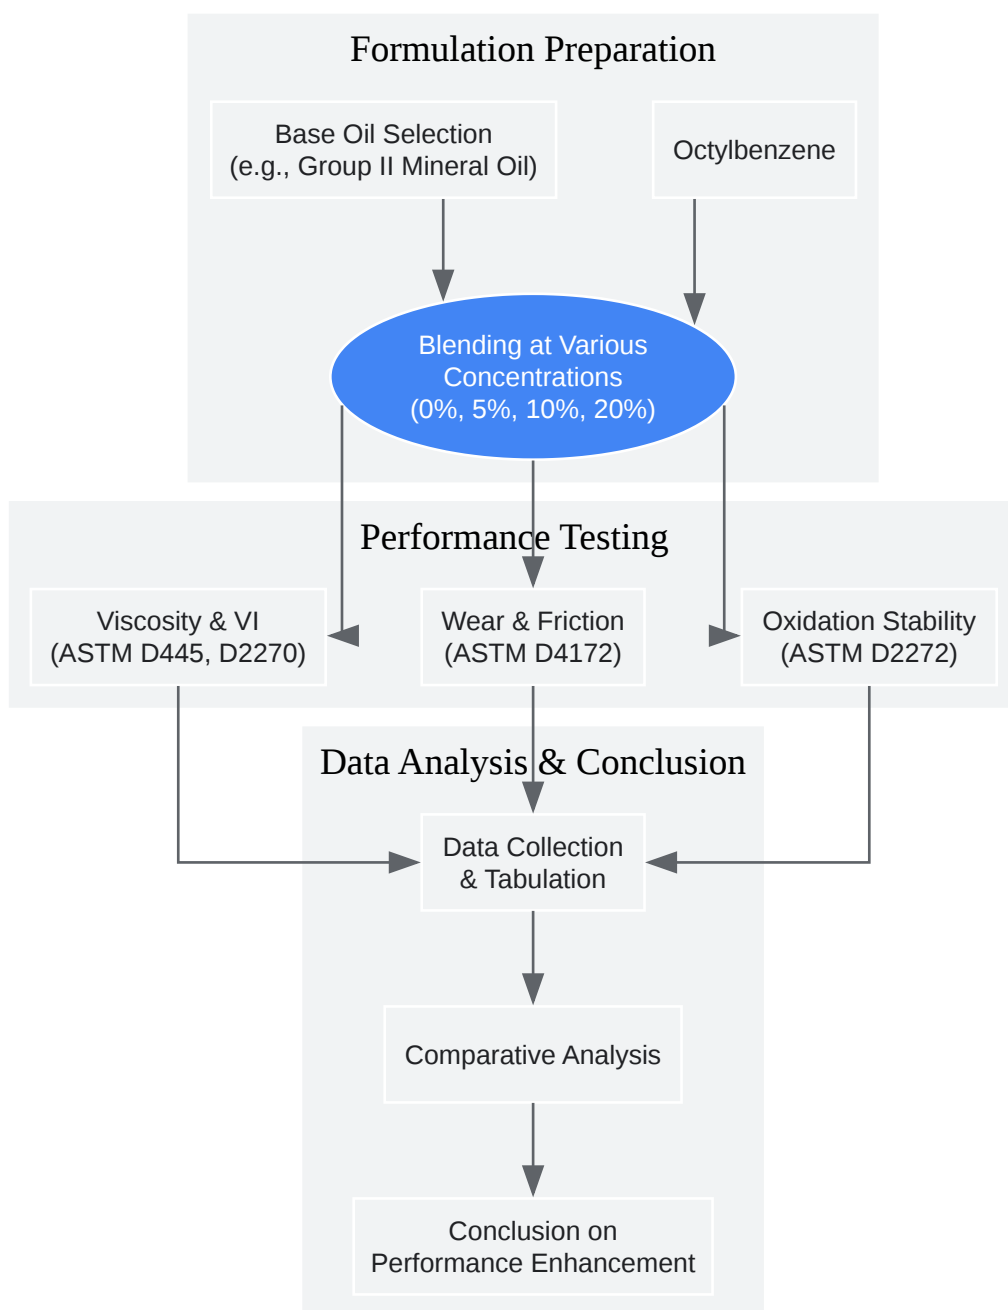 Formulation Preparation
Base Oil Selection
(e.g., Group II Mineral Oil)
Octylbenzene
Blending at Various
Concentrations
(0%, 5%, 10%, 20%)
Performance Testing
Viscosity & VI
(ASTM D445, D2270)
Wear & Friction
(ASTM D4172)
Oxidation Stability
(ASTM D2272)
Data Analysis & Conclusion
Data Collection
& Tabulation
Comparative Analysis
Conclusion on
Performance Enhancement